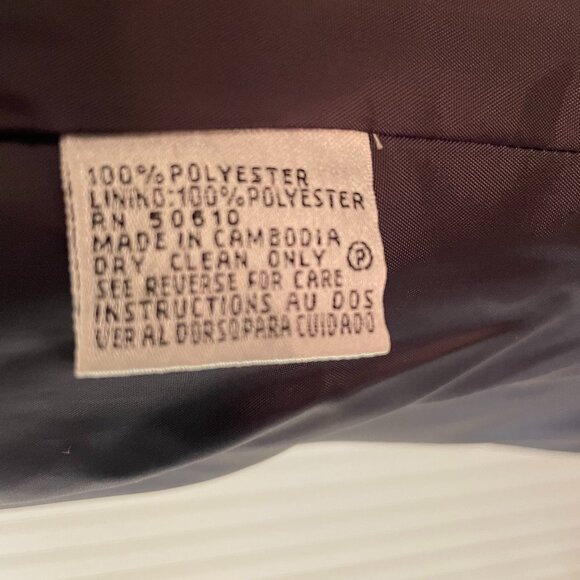 100% POLYESTER
LINING:100% POLYESTER
RN 50610
MADE IN CAMBODIA
DRY CLEAN ONLY Ⓟ
SEE REVERSE FOR CARE
INSTRUCTIONS AU DOS
VER AL DORSO PARA CUIDADO